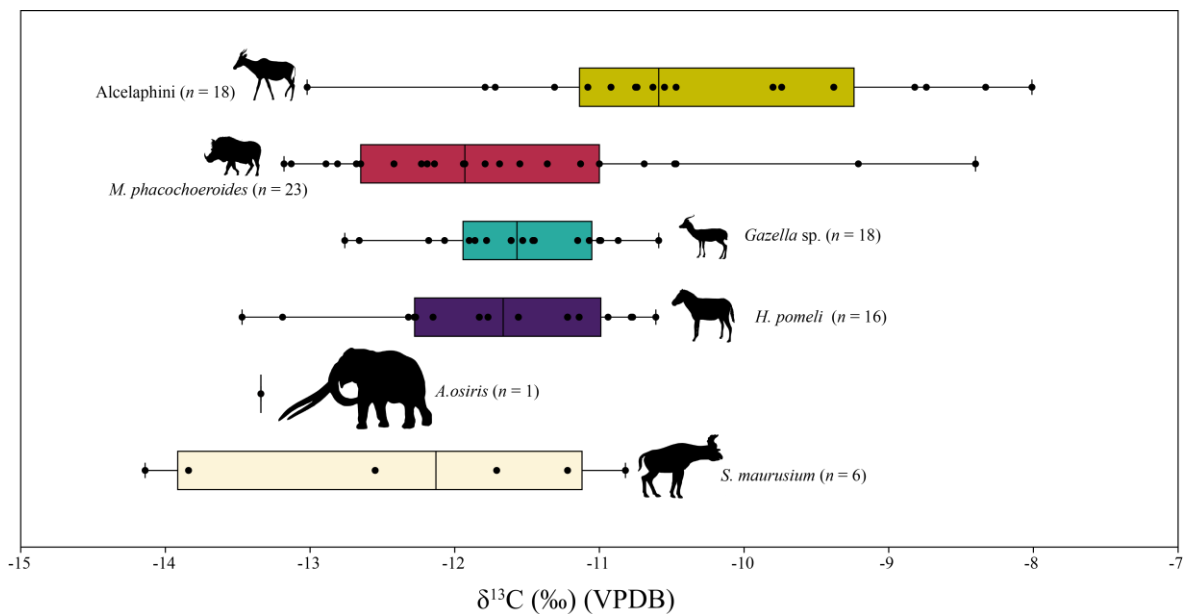 Alcelaphini (n = 18)
M. phacochoeroides (n = 23)
Gazella sp. (n = 18)
H. pomeli (n = 16)
A.osiris (n = 1)
S. maurusium (n = 6)
-15 -14 -13 -12 -11 -10 -9 -8 -7
δ¹³C (‰) (VPDB)